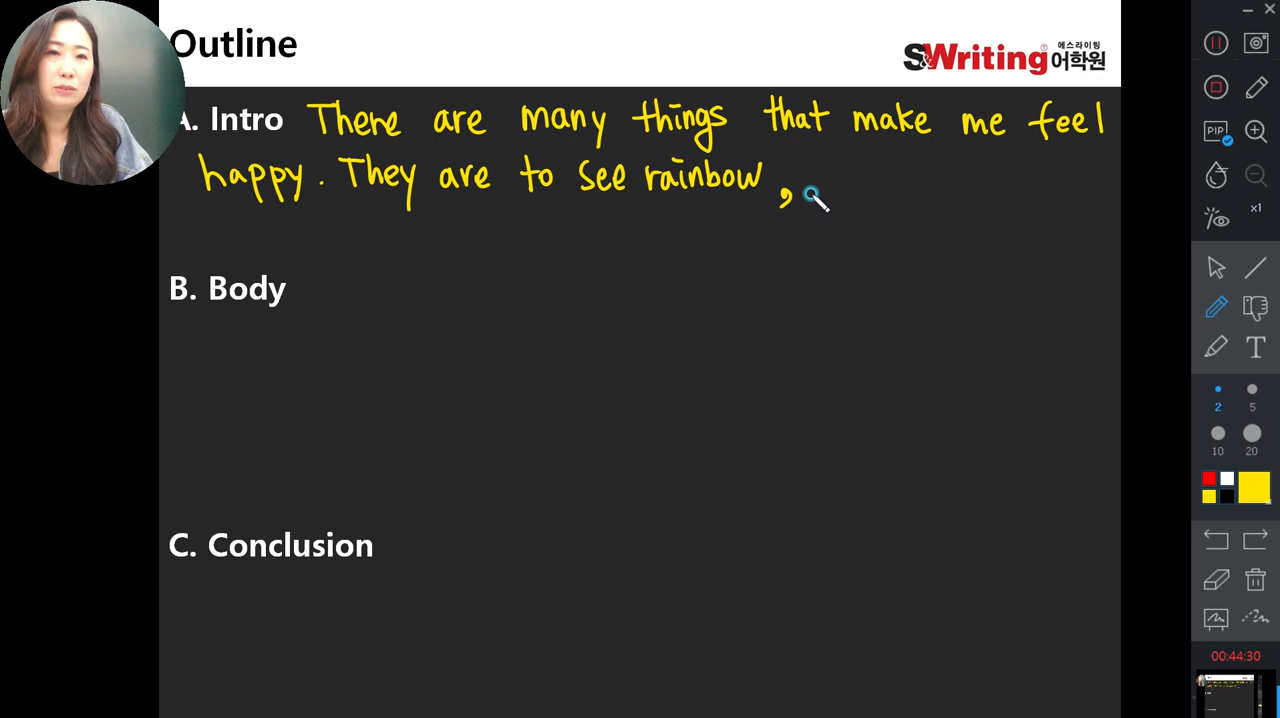 Outline
S&Writing 에스라이팅 어학원
A. Intro There are many things that make me feel
happy. They are to see rainbow,
B. Body
C. Conclusion
PIP
x1
T
2 5
10 20
00:44:30